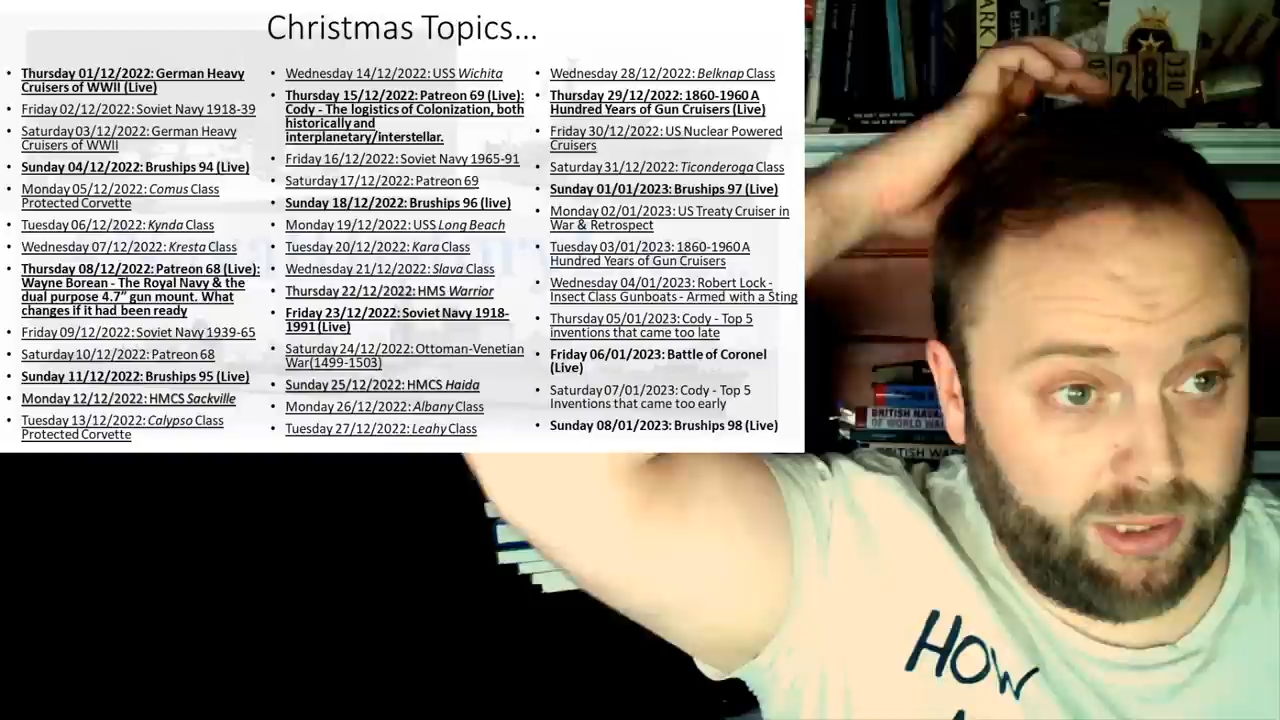 Christmas Topics...
• Thursday 01/12/2022: German Heavy
Cruisers of WWII (Live)
• Friday 02/12/2022: Soviet Navy 1918-39
• Saturday 03/12/2022: German Heavy
Cruisers of WWII
• Sunday 04/12/2022: Bruships 94 (Live)
• Monday 05/12/2022: Comus Class
Protected Corvette
• Tuesday 06/12/2022: Kynda Class
• Wednesday 07/12/2022: Kresta Class
• Thursday 08/12/2022: Patreon 68 (Live):
Wayne Borean - The Royal Navy & the
dual purpose 4.7" gun mount. What
changes if it had been ready
• Friday 09/12/2022: Soviet Navy 1939-65
• Saturday 10/12/2022: Patreon 68
• Sunday 11/12/2022: Bruships 95 (Live)
• Monday 12/12/2022: HMCS Sackville
• Tuesday 13/12/2022: Calypso Class
Protected Corvette
• Wednesday 14/12/2022: USS Wichita
• Thursday 15/12/2022: Patreon 69 (Live):
Cody - The logistics of Colonization, both
historically and
interplanetary/interstellar.
• Friday 16/12/2022: Soviet Navy 1965-91
• Saturday 17/12/2022: Patreon 69
• Sunday 18/12/2022: Bruships 96 (live)
• Monday 19/12/2022: USS Long Beach
• Tuesday 20/12/2022: Kara Class
• Wednesday 21/12/2022: Slava Class
• Thursday 22/12/2022: HMS Warrior
• Friday 23/12/2022: Soviet Navy 1918-
1991 (Live)
• Saturday 24/12/2022: Ottoman-Venetian
War(1499-1503)
• Sunday 25/12/2022: HMCS Haida
• Monday 26/12/2022: Albany Class
• Tuesday 27/12/2022: Leahy Class
• Wednesday 28/12/2022: Belknap Class
• Thursday 29/12/2022: 1860-1960 A
Hundred Years of Gun Cruisers (Live)
• Friday 30/12/2022: US Nuclear Powered
Cruisers
• Saturday 31/12/2022: Ticonderoga Class
• Sunday 01/01/2023: Bruships 97 (Live)
• Monday 02/01/2023: US Treaty Cruiser in
War & Retrospect
• Tuesday 03/01/2023: 1860-1960 A
Hundred Years of Gun Cruisers
• Wednesday 04/01/2023: Robert Lock -
Insect Class Gunboats - Armed with a Sting
• Thursday 05/01/2023: Cody - Top 5
inventions that came too late
• Friday 06/01/2023: Battle of Coronel
(Live)
• Saturday 07/01/2023: Cody - Top 5
Inventions that came too early
• Sunday 08/01/2023: Bruships 98 (Live)
ARK
28
DEC
BRITISH NAVA
OF WORLD WA
BRITISH WAR
HOW